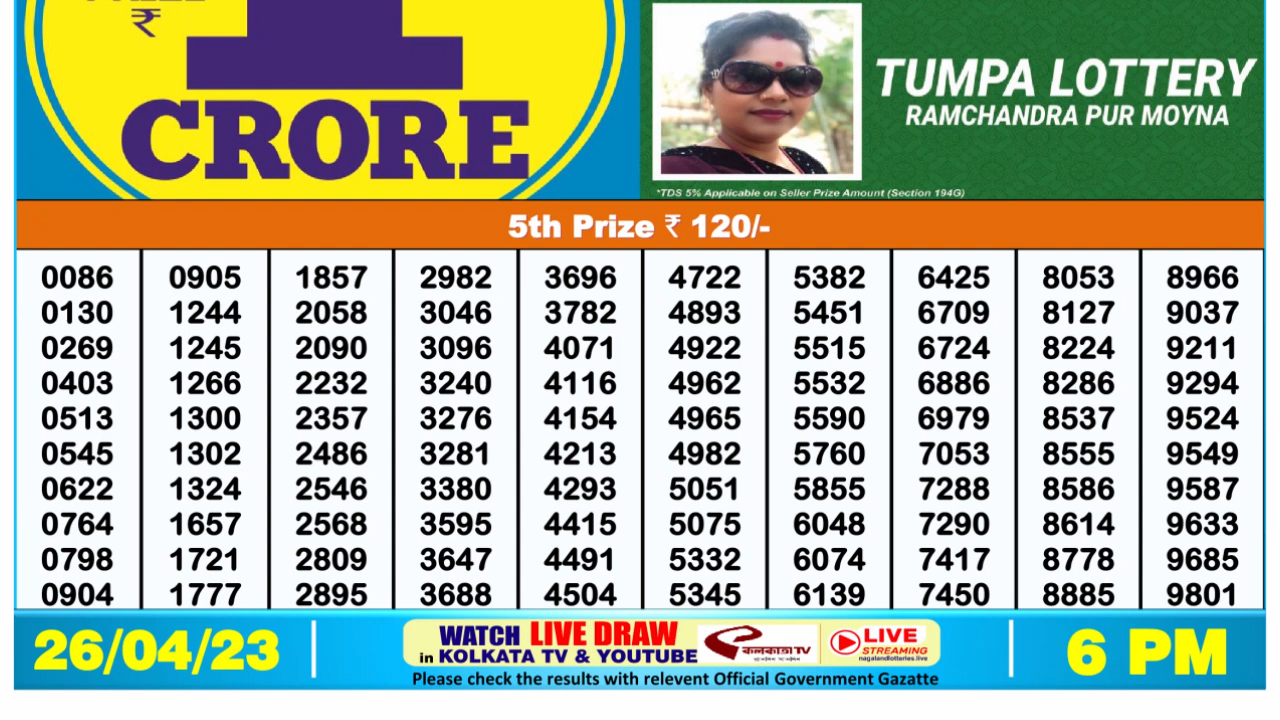 ₹
CRORE
TUMPA LOTTERY
RAMCHANDRA PUR MOYNA
*TDS 5% Applicable on Seller Prize Amount (Section 194G)
5th Prize ₹ 120/-
0086 0905 1857 2982 3696 4722 5382 6425 8053 8966
0130 1244 2058 3046 3782 4893 5451 6709 8127 9037
0269 1245 2090 3096 4071 4922 5515 6724 8224 9211
0403 1266 2232 3240 4116 4962 5532 6886 8286 9294
0513 1300 2357 3276 4154 4965 5590 6979 8537 9524
0545 1302 2486 3281 4213 4982 5760 7053 8555 9549
0622 1324 2546 3380 4293 5051 5855 7288 8586 9587
0764 1657 2568 3595 4415 5075 6048 7290 8614 9633
0798 1721 2809 3647 4491 5332 6074 7417 8778 9685
0904 1777 2895 3688 4504 5345 6139 7450 8885 9801
26/04/23
WATCH LIVE DRAW
in KOLKATA TV & YOUTUBE
কলকাতা TV
LIVE
STREAMING
nagalandlotteries.live
Please check the results with relevent Official Government Gazatte
6 PM